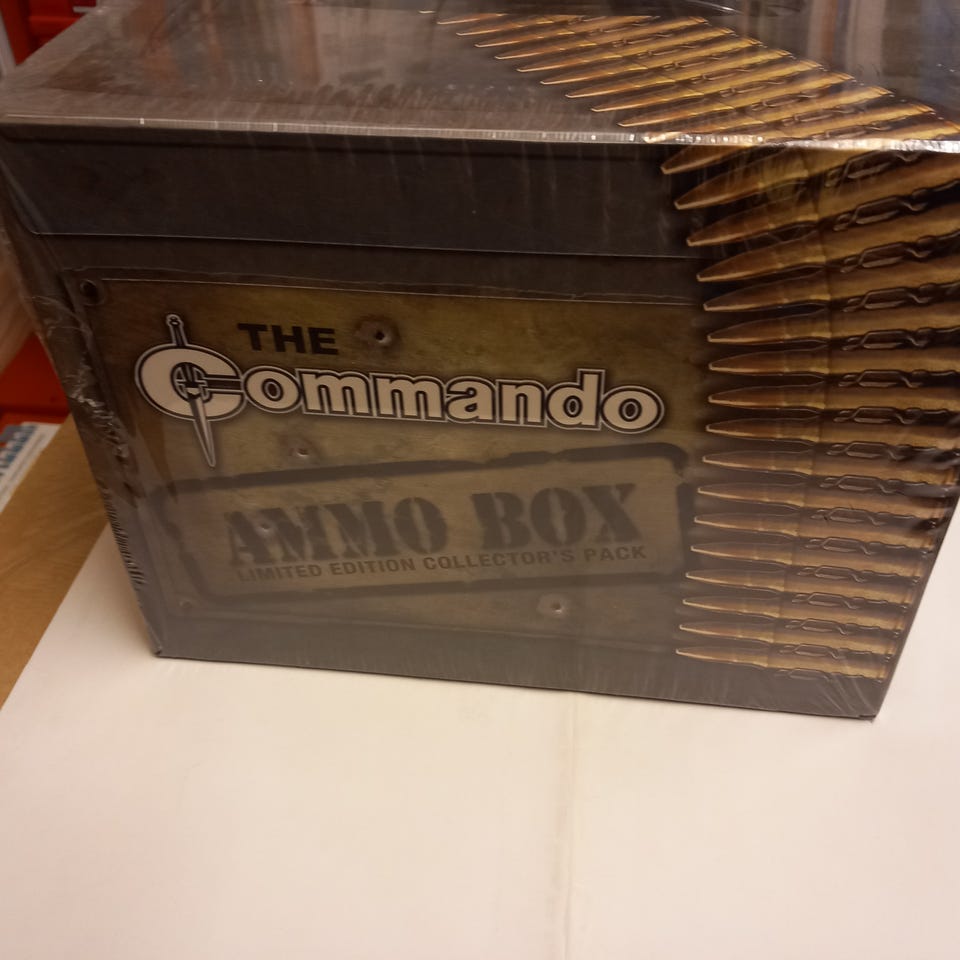 THE
Commando
AMMO BOX
LIMITED EDITION COLLECTOR'S PACK